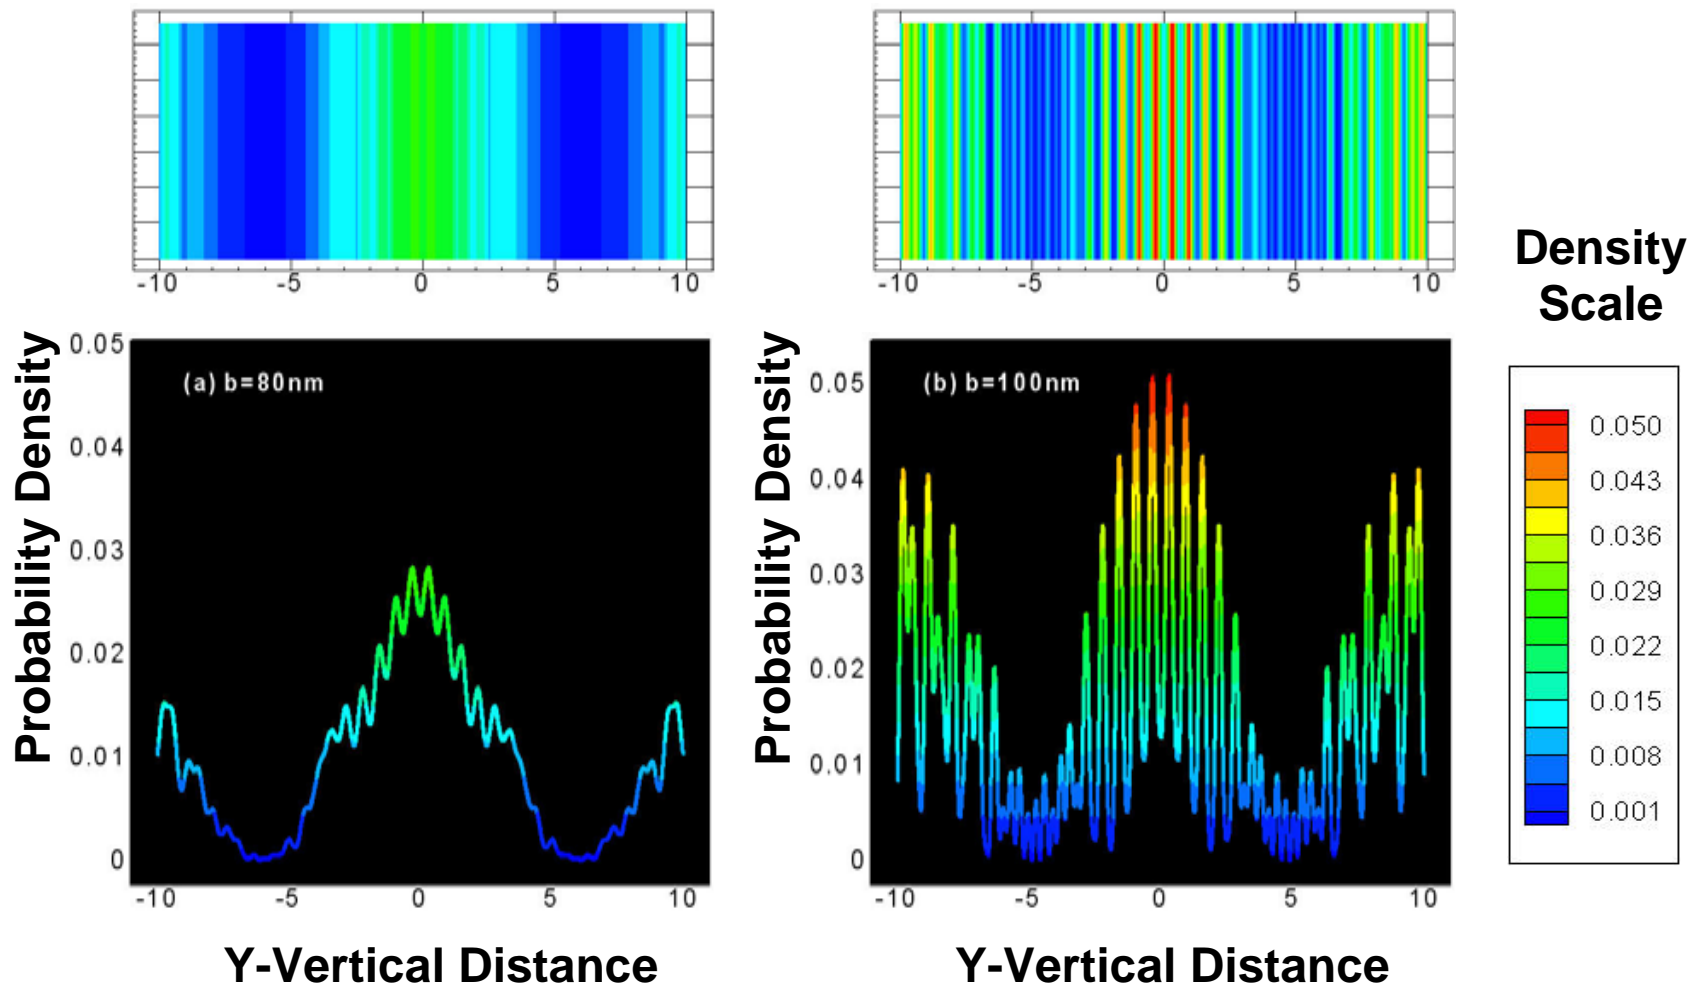 -10 -5 0 5 10
-10 -5 0 5 10
Density
Scale
Probability Density
0.05
0.04
0.03
0.02
0.01
0
(a) b=80nm
-10 -5 0 5 10
Y-Vertical Distance
Probability Density
0.05
0.04
0.03
0.02
0.01
0
(b) b=100nm
-10 -5 0 5 10
Y-Vertical Distance
0.050
0.043
0.036
0.029
0.022
0.015
0.008
0.001